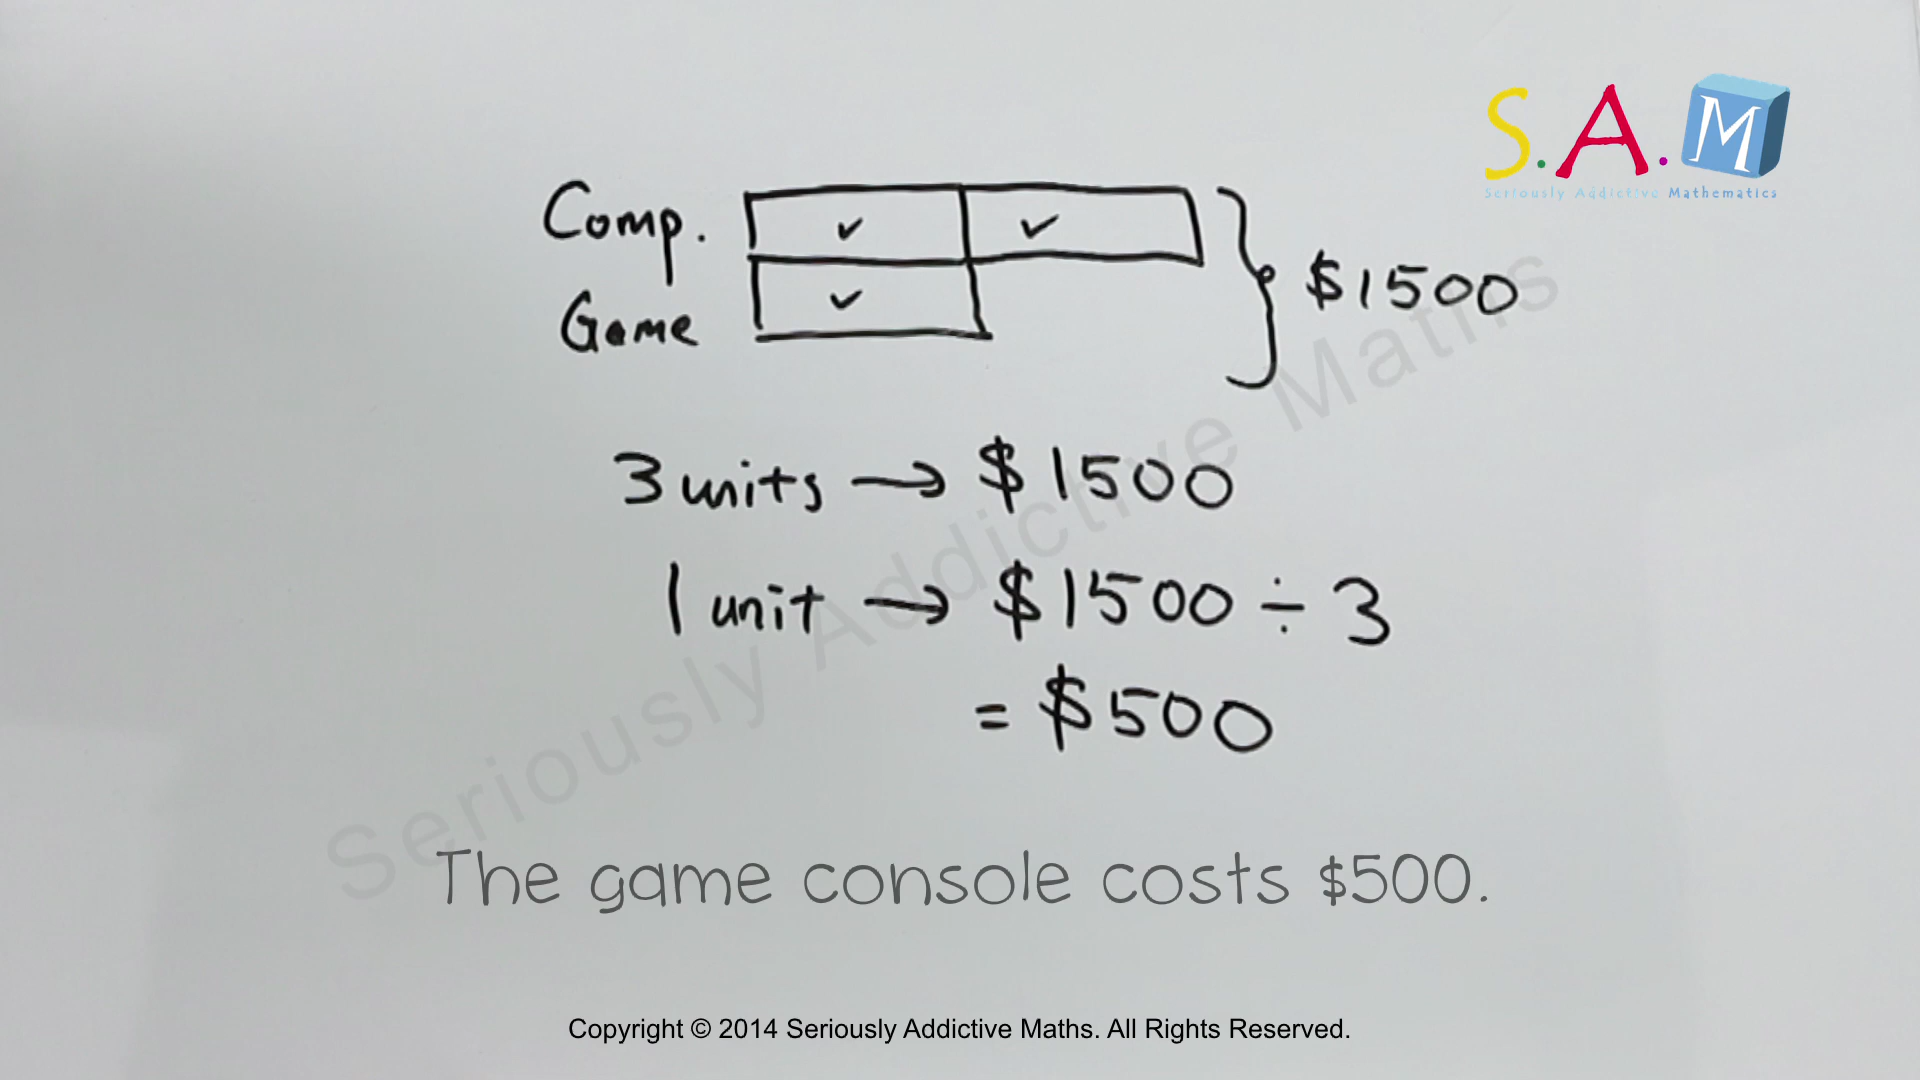 S.A.M
Seriously Addictive Mathematics
Comp. ✓ ✓
$1500
Game ✓
3 units → $1500
1 unit → $1500 ÷ 3
= $500
Seriously Addictive Maths
The game console costs $500.
Copyright © 2014 Seriously Addictive Maths. All Rights Reserved.